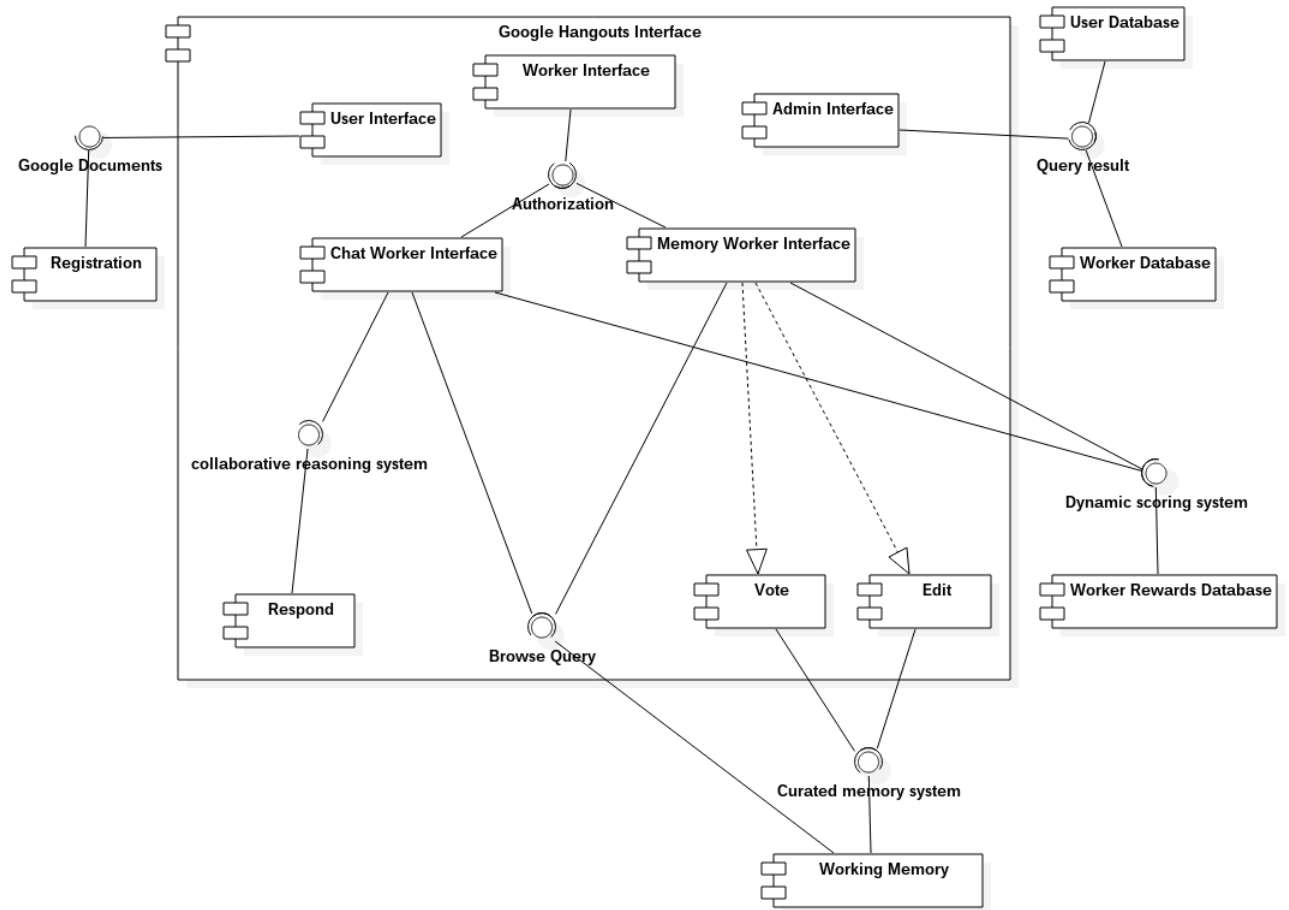 Google Hangouts Interface
User Database
Worker Interface
Admin Interface
User Interface
Google Documents
Query result
Authorization
Registration
Chat Worker Interface
Memory Worker Interface
Worker Database
collaborative reasoning system
Dynamic scoring system
Respond
Vote
Edit
Worker Rewards Database
Browse Query
Curated memory system
Working Memory